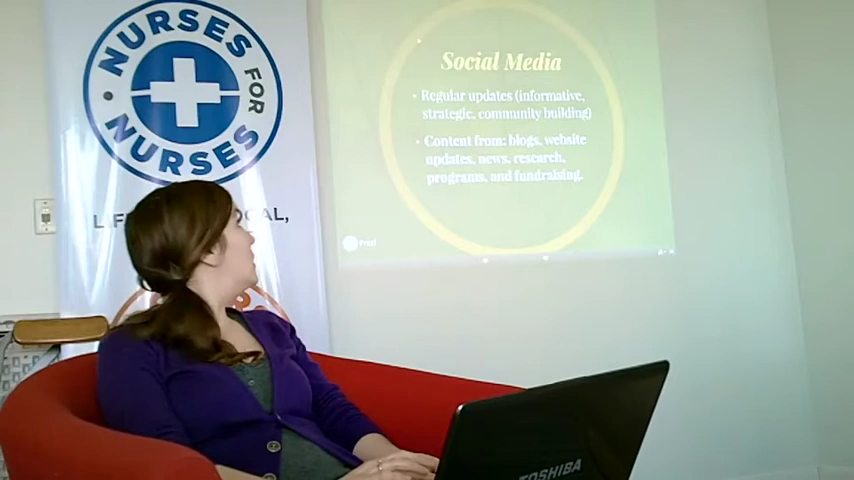 NURSES
FOR
NURSES
Social Media
• Regular updates (informative,
strategic, community building)
• Content from: blogs, website
updates, news, research,
programs, and fundraising.
Prezi
TOSHIBA